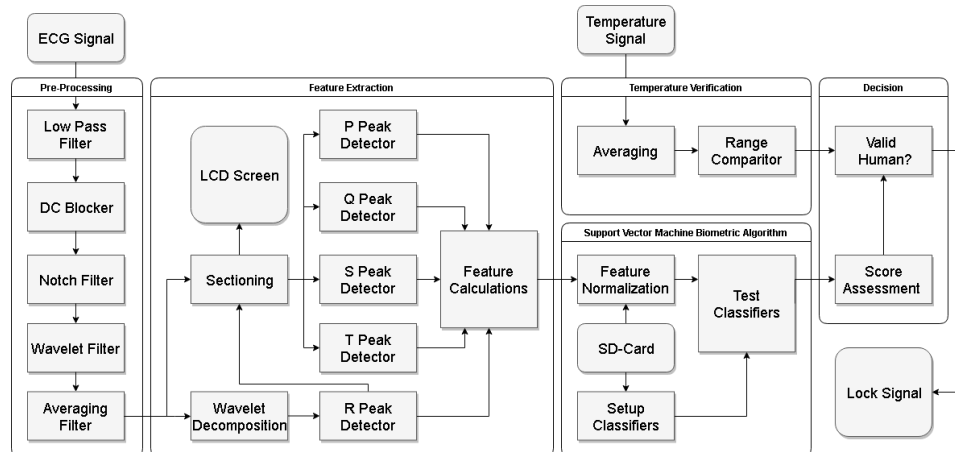 ECG Signal
Temperature
Signal
Pre-Processing
Low Pass
Filter
DC Blocker
Notch Filter
Wavelet Filter
Averaging
Filter
Feature Extraction
LCD Screen
Sectioning
Wavelet
Decomposition
P Peak
Detector
Q Peak
Detector
S Peak
Detector
T Peak
Detector
R Peak
Detector
Feature
Calculations
Temperature Verification
Averaging
Range
Comparitor
Support Vector Machine Biometric Algorithm
Feature
Normalization
SD-Card
Setup
Classifiers
Test
Classifiers
Decision
Valid
Human?
Score
Assessment
Lock Signal